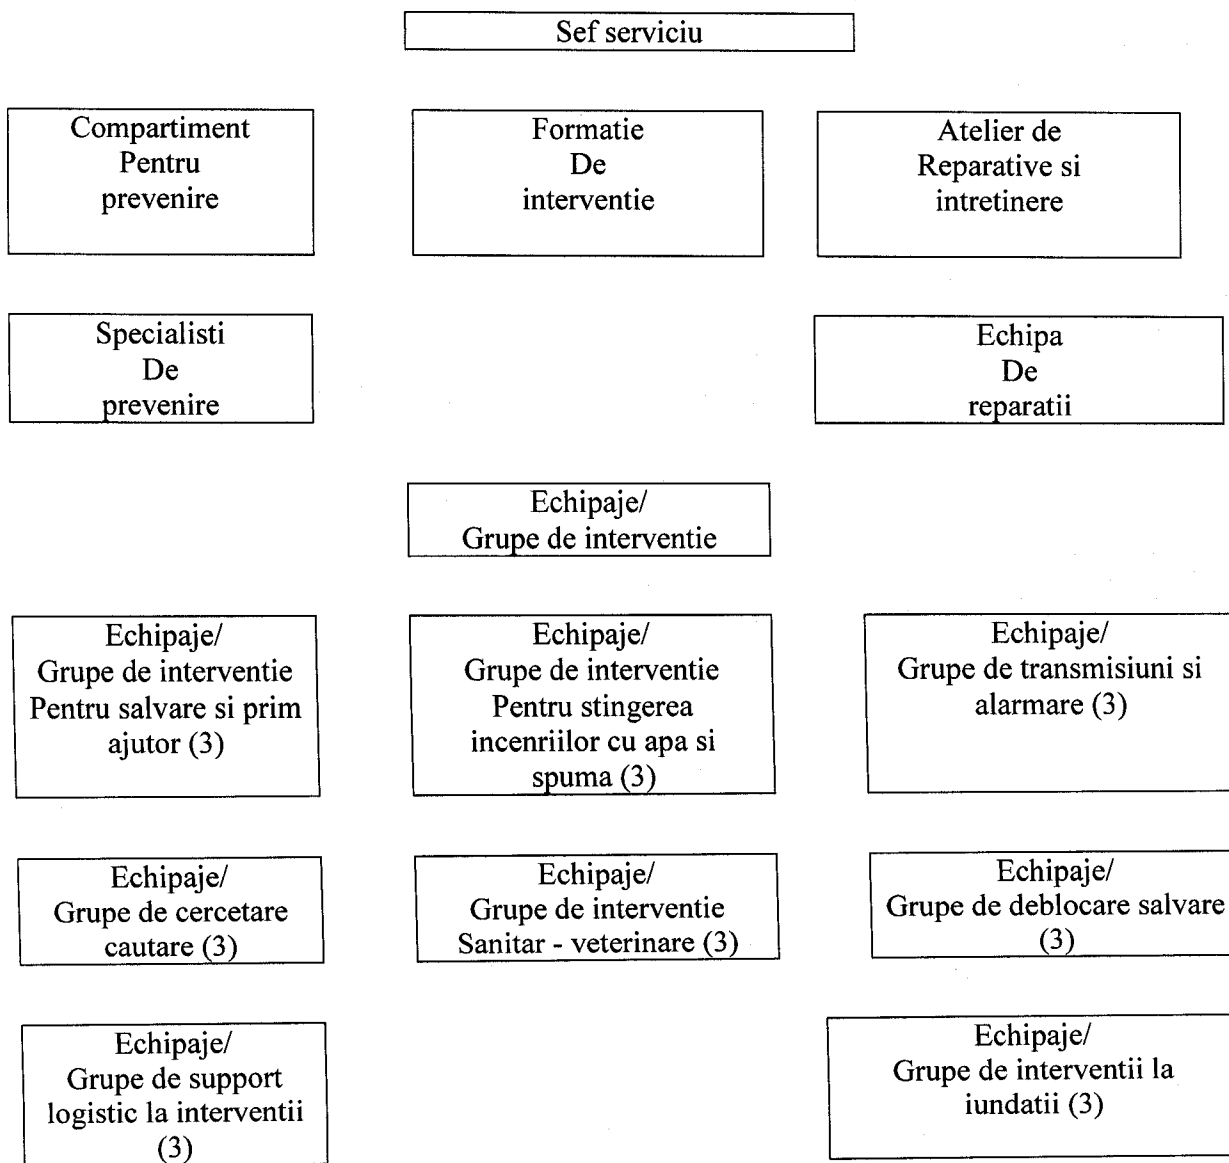 Sef serviciu
Compartiment
Pentru
prevenire
Formatie
De
interventie
Atelier de
Reparative si
intretinere
Specialisti
De
prevenire
Echipa
De
reparatii
Echipaje/
Grupe de interventie
Echipaje/
Grupe de interventie
Pentru salvare si prim
ajutor (3)
Echipaje/
Grupe de interventie
Pentru stingerea
incenriilor cu apa si
spuma (3)
Echipaje/
Grupe de transmisiuni si
alarmare (3)
Echipaje/
Grupe de cercetare
cautare (3)
Echipaje/
Grupe de interventie
Sanitar - veterinare (3)
Echipaje/
Grupe de deblocare salvare
(3)
Echipaje/
Grupe de support
logistic la interventii
(3)
Echipaje/
Grupe de interventii la
iundatii (3)